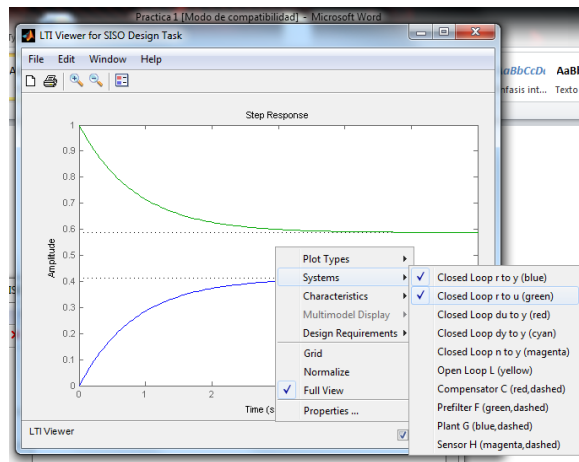 Practica 1 [Modo de compatibilidad] - Microsoft Word
LTI Viewer for SISO Design Task
File Edit Window Help
aBbCcDı AaBl
nfasis int... Texto
Step Response
Amplitude
1
0.9
0.8
0.7
0.6
0.5
0.4
0.3
0.2
0.1
0
0 1 2
Time (s
Plot Types
Systems
Characteristics
Multimodel Display
Design Requirements
Grid
Normalize
Full View
Properties ...
Closed Loop r to y (blue)
Closed Loop r to u (green)
Closed Loop du to y (red)
Closed Loop dy to y (cyan)
Closed Loop n to y (magenta)
Open Loop L (yellow)
Compensator C (red,dashed)
Prefilter F (green,dashed)
Plant G (blue,dashed)
Sensor H (magenta,dashed)
LTI Viewer